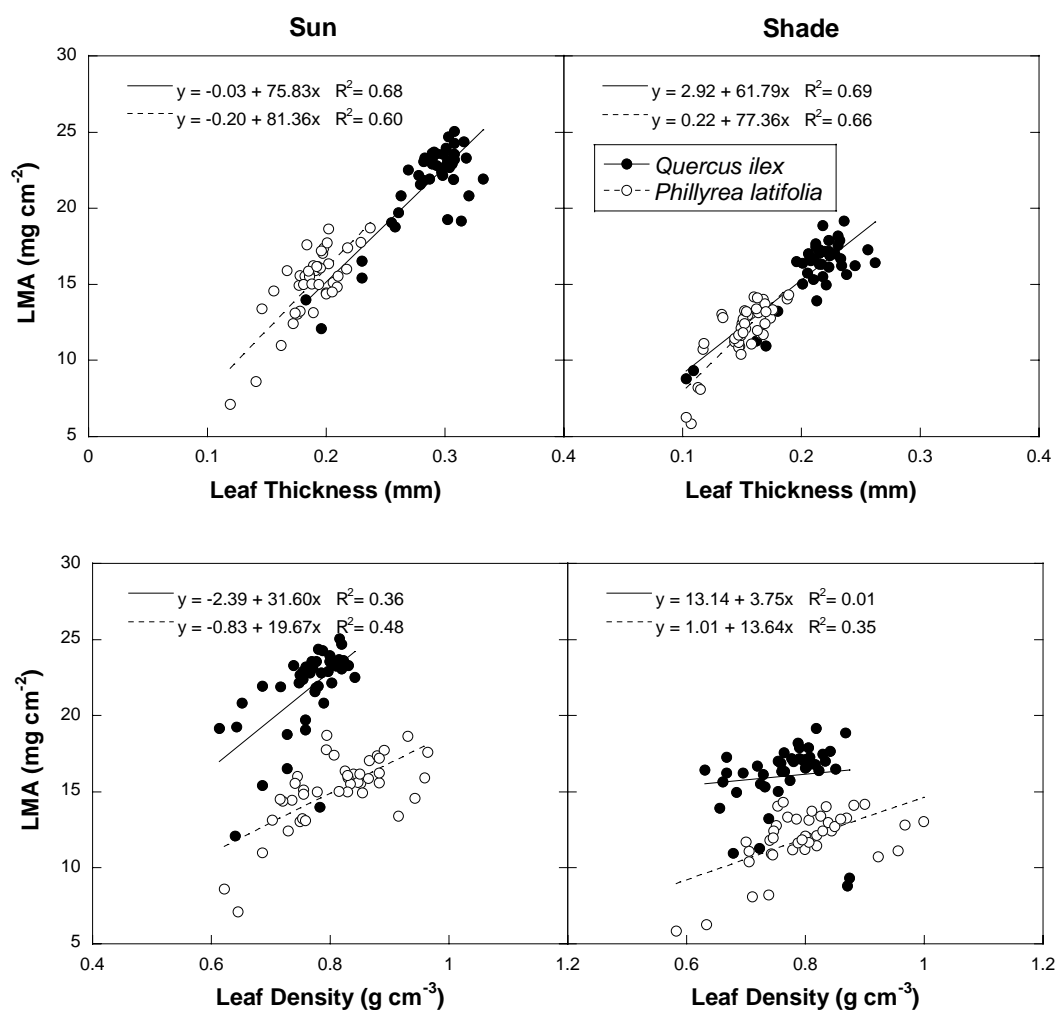 Sun
Shade
30
25
20
15
10
5
LMA (mg cm⁻²)
y = -0.03 + 75.83x R²= 0.68
y = -0.20 + 81.36x R²= 0.60
y = 2.92 + 61.79x R²= 0.69
y = 0.22 + 77.36x R²= 0.66
Quercus ilex
Phillyrea latifolia
0 0.1 0.2 0.3 0.4
0.1 0.2 0.3 0.4
Leaf Thickness (mm)
Leaf Thickness (mm)
30
25
20
15
10
5
LMA (mg cm⁻²)
y = -2.39 + 31.60x R²= 0.36
y = -0.83 + 19.67x R²= 0.48
y = 13.14 + 3.75x R²= 0.01
y = 1.01 + 13.64x R²= 0.35
0.4 0.6 0.8 1 1.2
0.6 0.8 1 1.2
Leaf Density (g cm⁻³)
Leaf Density (g cm⁻³)